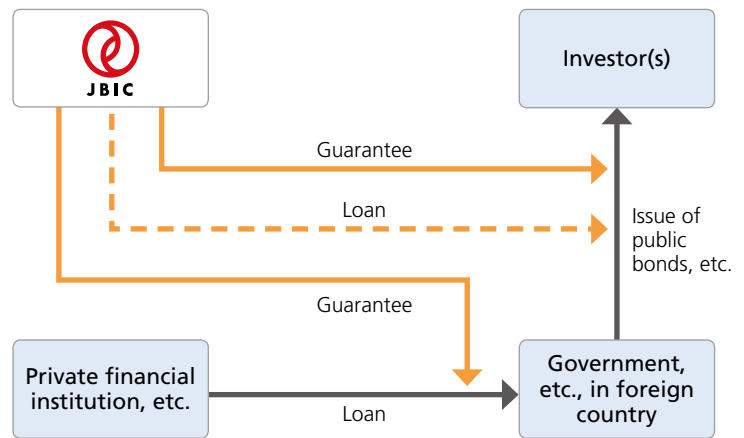 JBIC
Investor(s)
Guarantee
Loan
Issue of
public
bonds, etc.
Guarantee
Private financial
institution, etc.
Loan
Government,
etc., in foreign
country